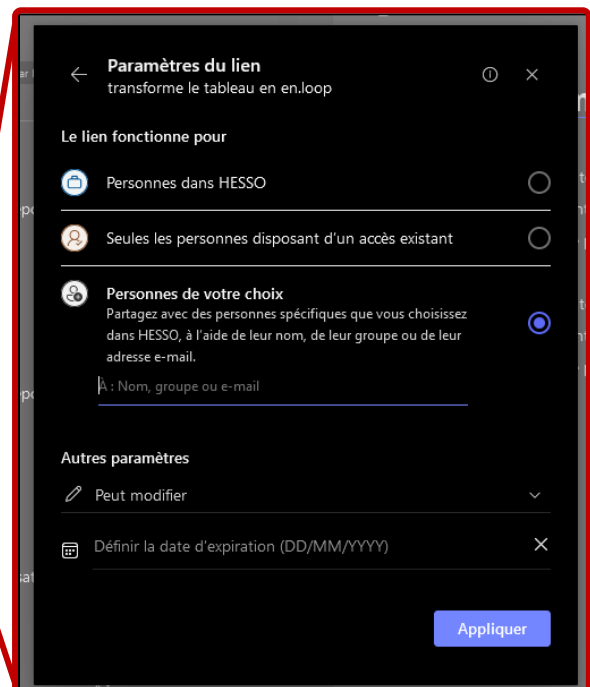 Paramètres du lien
transforme le tableau en en.loop
Le lien fonctionne pour
Personnes dans HESSO
Seules les personnes disposant d'un accès existant
Personnes de votre choix
Partagez avec des personnes spécifiques que vous choisissez
dans HESSO, à l'aide de leur nom, de leur groupe ou de leur
adresse e-mail.
À : Nom, groupe ou e-mail
Autres paramètres
Peut modifier
Définir la date d'expiration (DD/MM/YYYY)
Appliquer